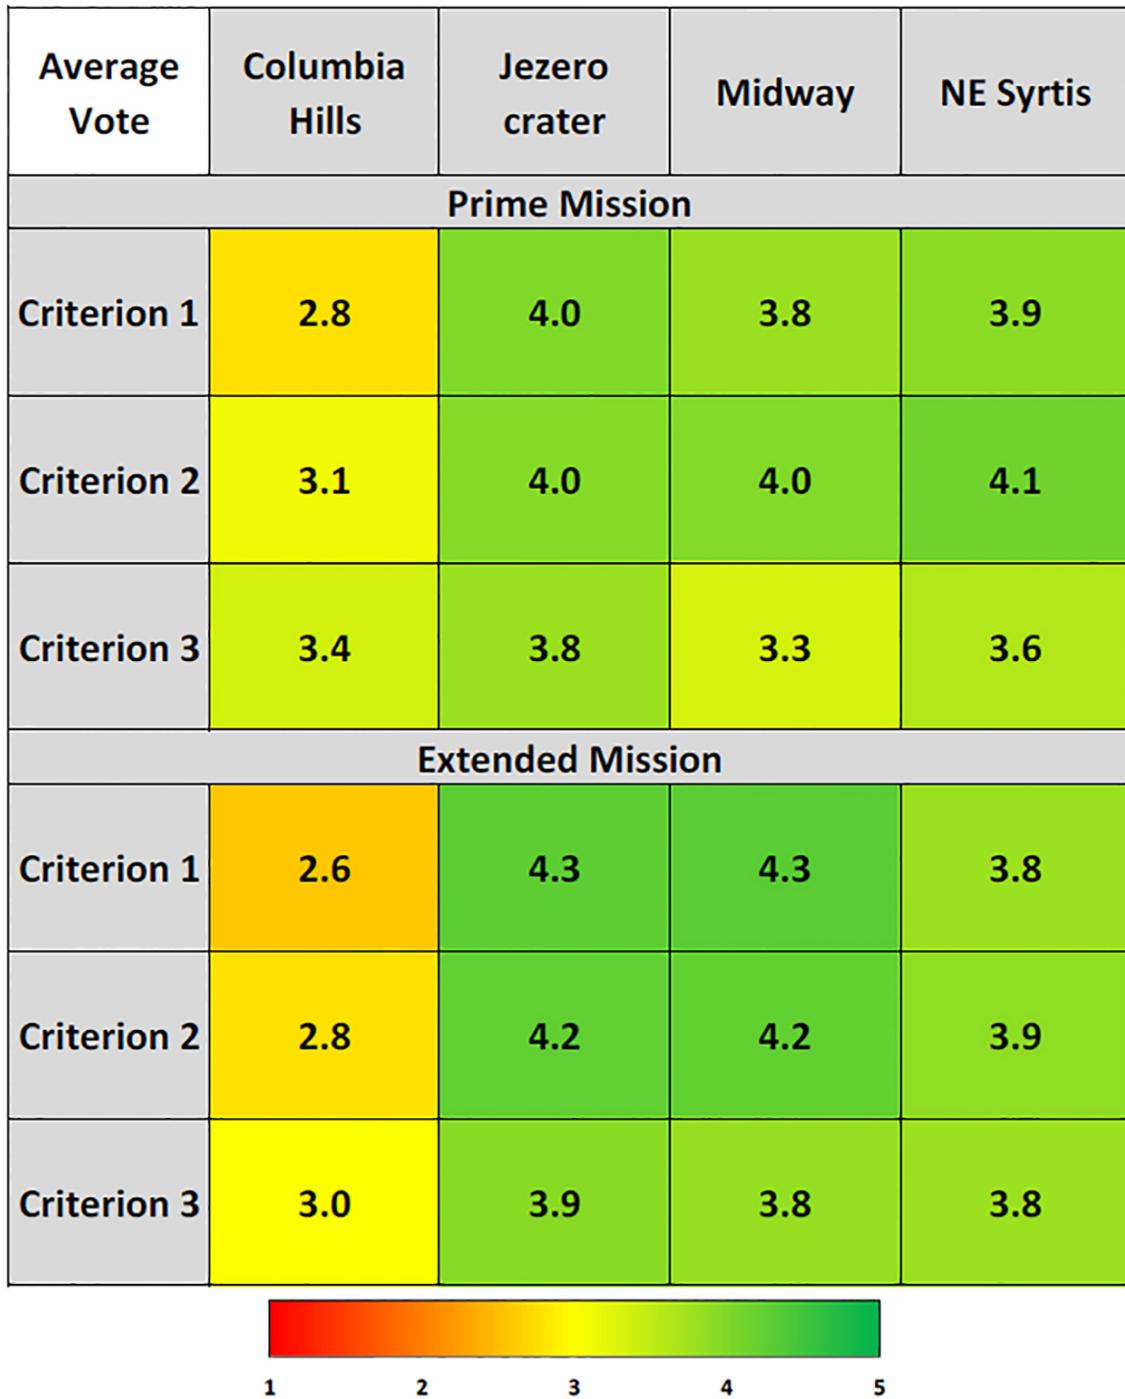 Average Vote Columbia Hills Jezero crater Midway NE Syrtis
Prime Mission
Criterion 1 2.8 4.0 3.8 3.9
Criterion 2 3.1 4.0 4.0 4.1
Criterion 3 3.4 3.8 3.3 3.6
Extended Mission
Criterion 1 2.6 4.3 4.3 3.8
Criterion 2 2.8 4.2 4.2 3.9
Criterion 3 3.0 3.9 3.8 3.8
1 2 3 4 5